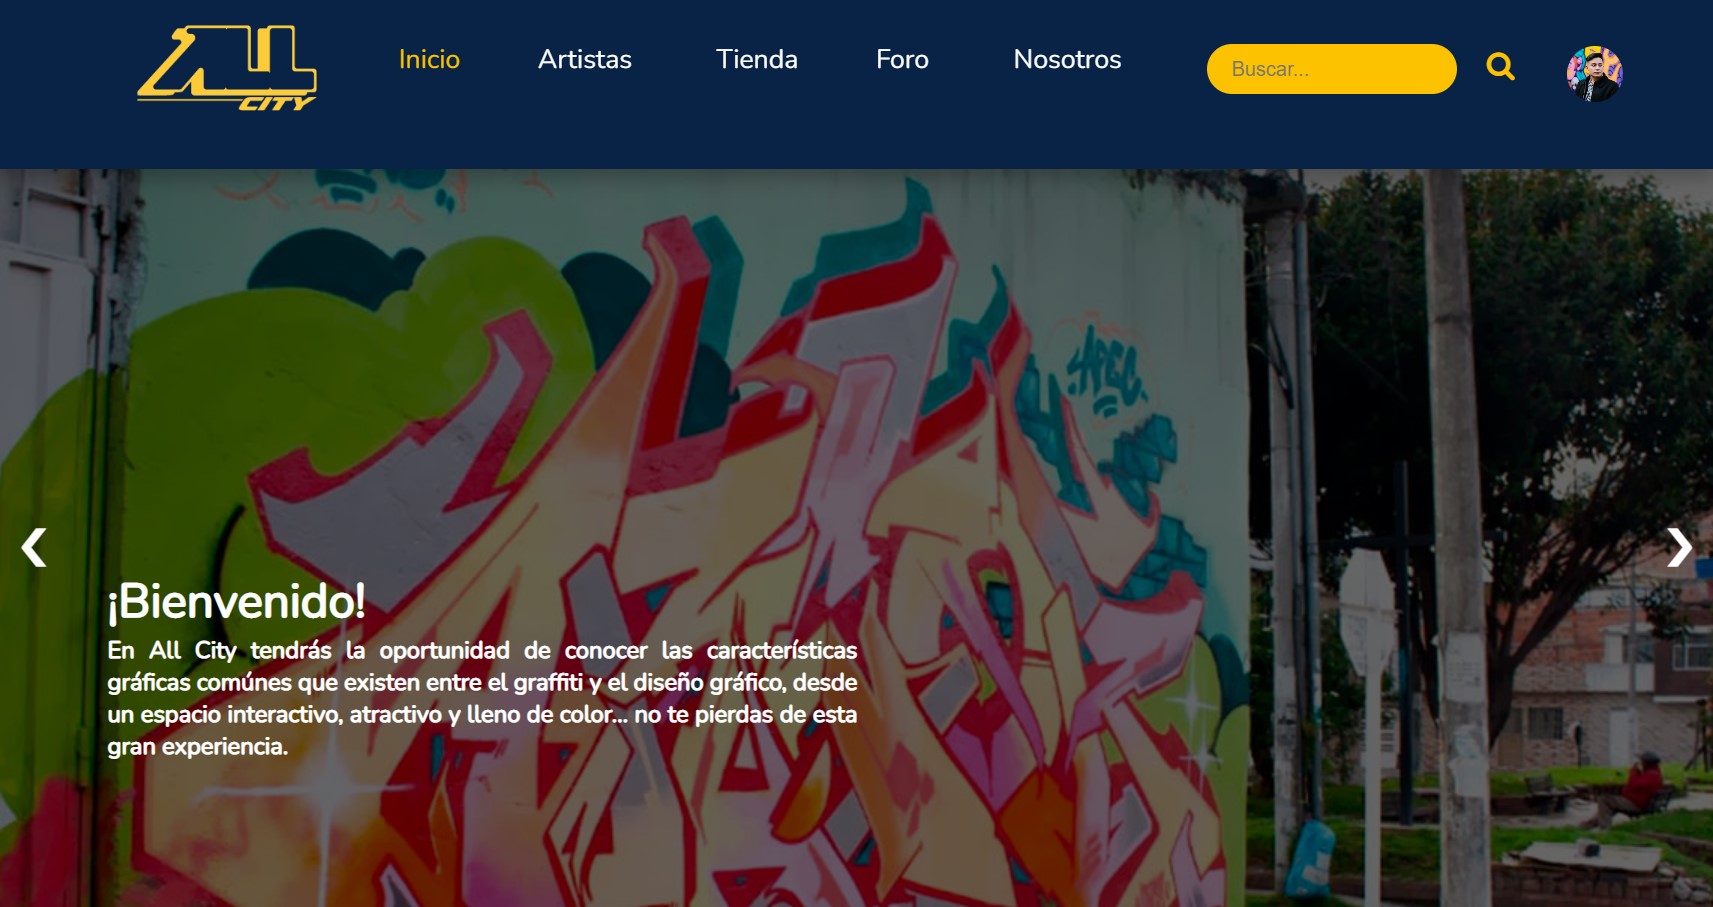 ALL
CITY
Inicio
Artistas
Tienda
Foro
Nosotros
Buscar...
¡Bienvenido!
En All City tendrás la oportunidad de conocer las características
gráficas comúnes que existen entre el graffiti y el diseño gráfico, desde
un espacio interactivo, atractivo y lleno de color... no te pierdas de esta
gran experiencia.